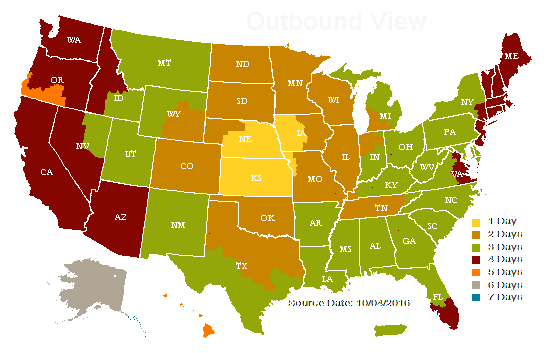 Outbound View
WA
OR
MT
ID
ND
MN
SD
WI
WY
NE
IA
NV
UT
CO
CA
KS
MO
IL
IN
MI
OH
PA
NY
ME
WV
VA
KY
NC
TN
SC
AZ
NM
OK
AR
TX
LA
MS
AL
GA
FL
1 Day
2 Days
3 Days
4 Days
5 Days
6 Days
7 Days
Source Date: 10/04/2016